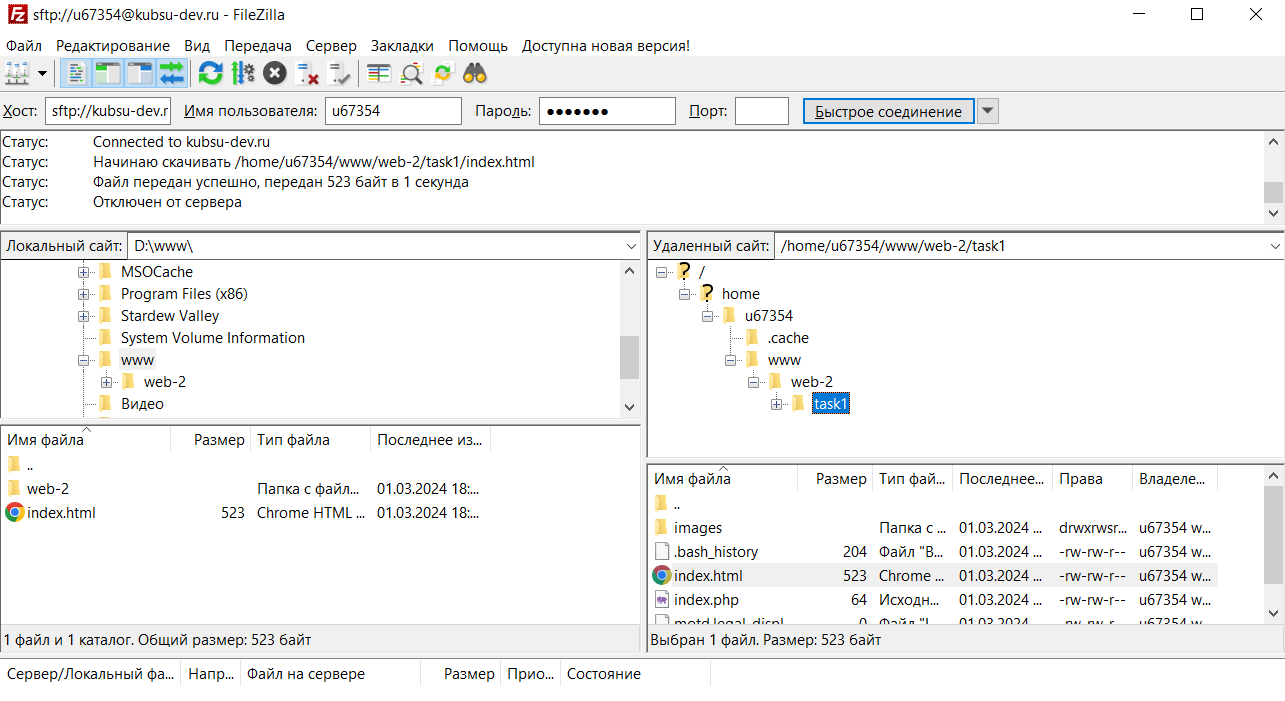 sftp://u67354@kubsu-dev.ru - FileZilla
Файл Редактирование Вид Передача Сервер Закладки Помощь Доступна новая версия!
Хост: sftp://kubsu-dev.r Имя пользователя: u67354 Пароль: ●●●●●●● Порт: Быстрое соединение
Статус: Connected to kubsu-dev.ru
Статус: Начинаю скачивать /home/u67354/www/web-2/task1/index.html
Статус: Файл передан успешно, передан 523 байт в 1 секунда
Статус: Отключен от сервера
Локальный сайт: D:\www\
MSOCache
Program Files (x86)
Stardew Valley
System Volume Information
www
web-2
Видео
Имя файла Размер Тип файла Последнее из...
..
web-2 Папка с файл... 01.03.2024 18:...
index.html 523 Chrome HTML ... 01.03.2024 18:...
1 файл и 1 каталог. Общий размер: 523 байт
Удаленный сайт: /home/u67354/www/web-2/task1
/
home
u67354
.cache
www
web-2
task1
Имя файла Размер Тип фай... Последнее... Права Владеле...
..
images Папка с ... 01.03.2024 ... drwxrwsr... u67354 w...
.bash_history 204 Файл "B... 01.03.2024 ... -rw-rw-r-- u67354 w...
index.html 523 Chrome ... 01.03.2024 ... -rw-rw-r-- u67354 w...
index.php 64 Исходн... 01.03.2024 ... -rw-rw-r-- u67354 w...
motd.legal-displ... 0 Файл "L... 01.03.2024 ... -rw-rw-r-- u67354 w...
Выбран 1 файл. Размер: 523 байт
Сервер/Локальный фа... Напр... Файл на сервере Размер Прио... Состояние